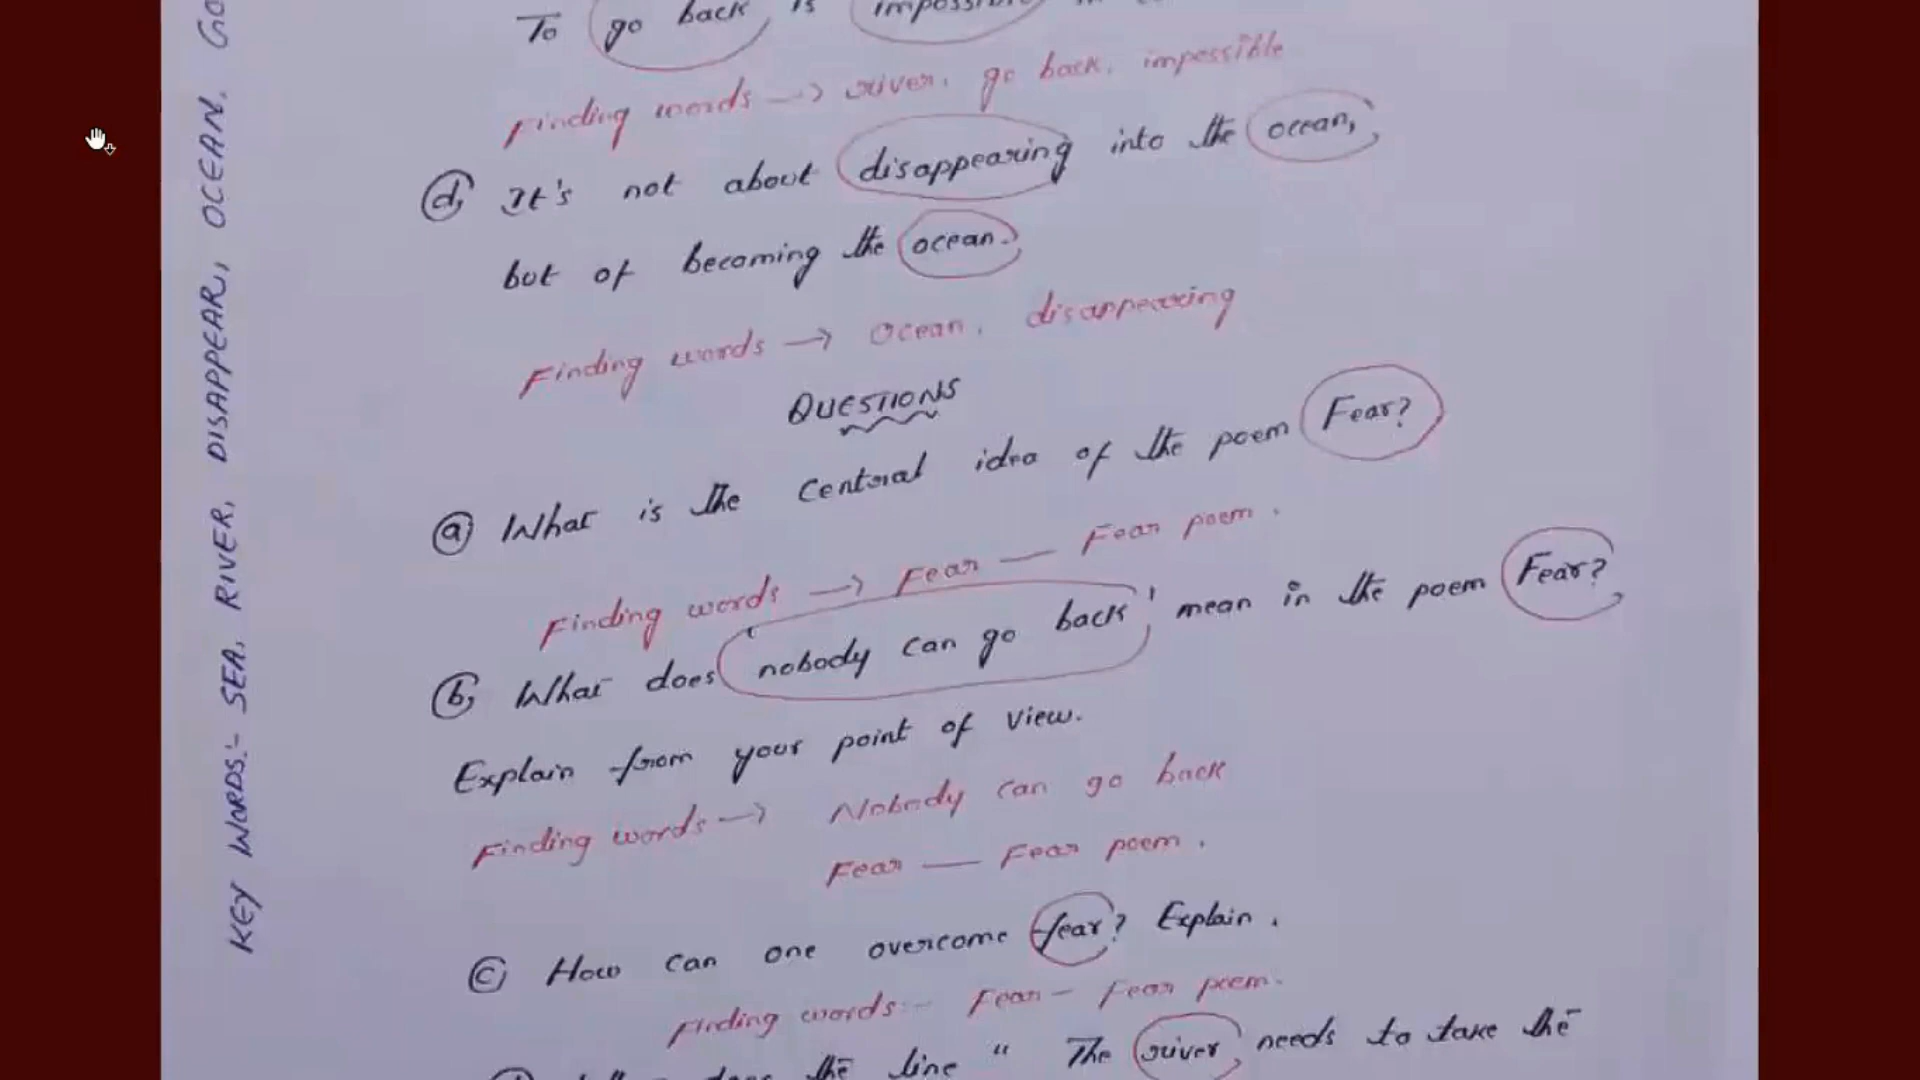 To go back is impossible
Finding words → river, go back, impossible
(d) It's not about disappearing into the ocean,
but of becoming the ocean.
Finding words → Ocean, disappearing
QUESTIONS
(a) What is the Central idea of the poem Fear?
Finding words → Fear — Fear poem.
(b) What does 'nobody can go back' mean in the poem Fear?
Explain from your point of view.
Finding words → Nobody can go back
Fear — Fear poem.
(c) How can one overcome fear? Explain.
Finding words:- Fear - Fear poem.
the line " The river needs to take the
KEY WORDS:- SEA, RIVER, DISAPPEAR, OCEAN, GO